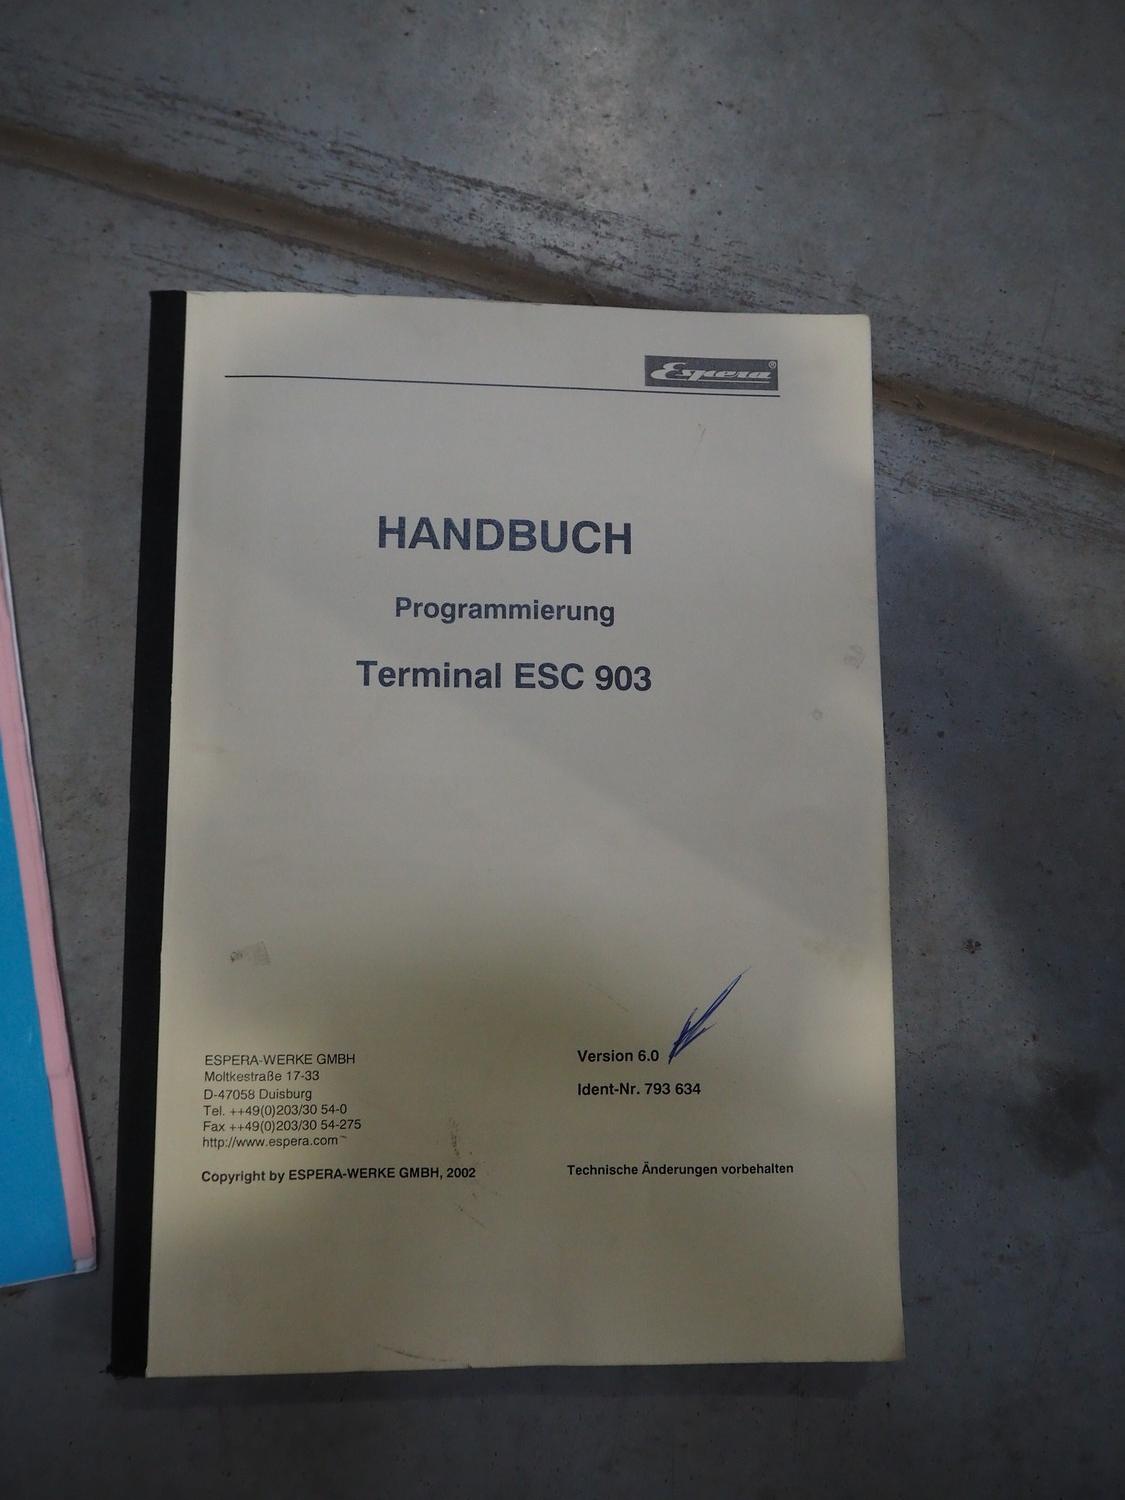 Espera®
HANDBUCH
Programmierung
Terminal ESC 903
ESPERA-WERKE GMBH
Moltkestraße 17-33
D-47058 Duisburg
Tel. ++49(0)203/30 54-0
Fax ++49(0)203/30 54-275
http://www.espera.com
Copyright by ESPERA-WERKE GMBH, 2002
Version 6.0
Ident-Nr. 793 634
Technische Änderungen vorbehalten